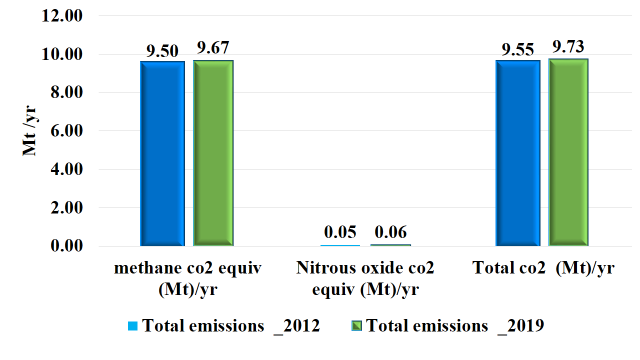 12.00
10.00
8.00
6.00
4.00
2.00
0.00
Mt /yr
9.50 9.67
0.05 0.06
9.55 9.73
methane co2 equiv
(Mt)/yr
Nitrous oxide co2
equiv (Mt)/yr
Total co2 (Mt)/yr
Total emissions _2012
Total emissions _2019